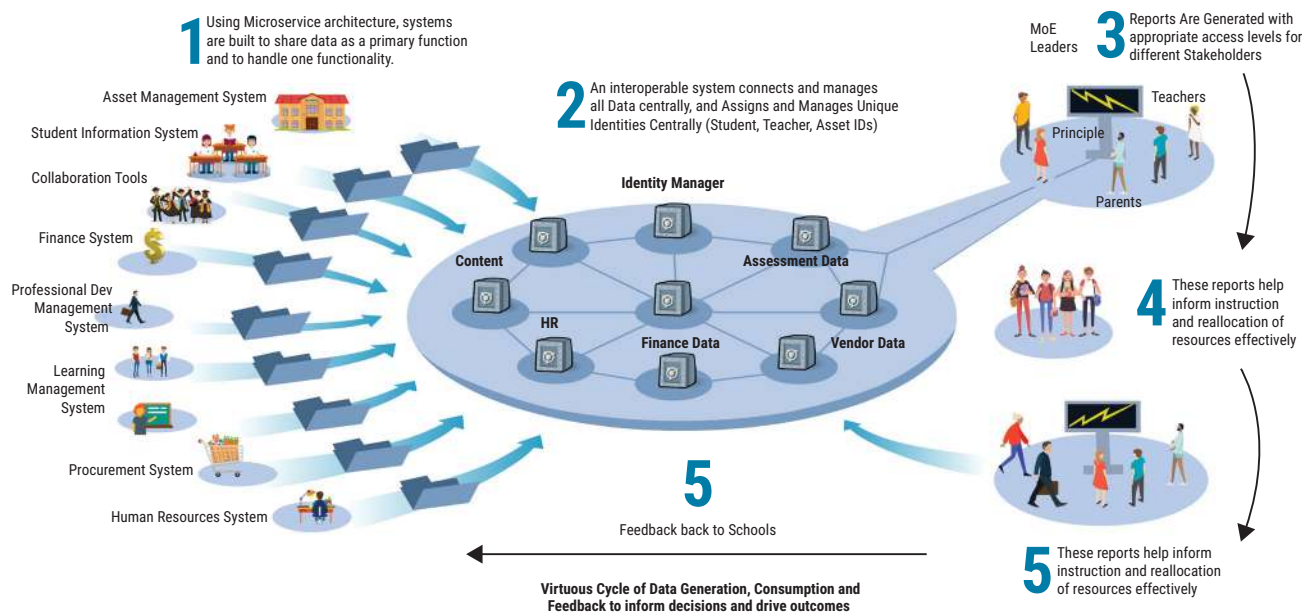 1
Using Microservice architecture, systems
are built to share data as a primary function
and to handle one functionality.
Asset Management System
Student Information System
Collaboration Tools
Finance System
Professional Dev
Management
System
Learning
Management
System
Procurement System
Human Resources System
2
An interoperable system connects and manages
all Data centrally, and Assigns and Manages Unique
Identities Centrally (Student, Teacher, Asset IDs)
Identity Manager
Content
Assessment Data
HR
Finance Data
Vendor Data
MoE
Leaders
3
Reports Are Generated with
appropriate access levels for
different Stakeholders
Teachers
Principle
Parents
4
These reports help
inform instruction
and reallocation of
resources effectively
5
These reports help inform
instruction and reallocation
of resources effectively
5
Feedback back to Schools
Virtuous Cycle of Data Generation, Consumption and
Feedback to inform decisions and drive outcomes